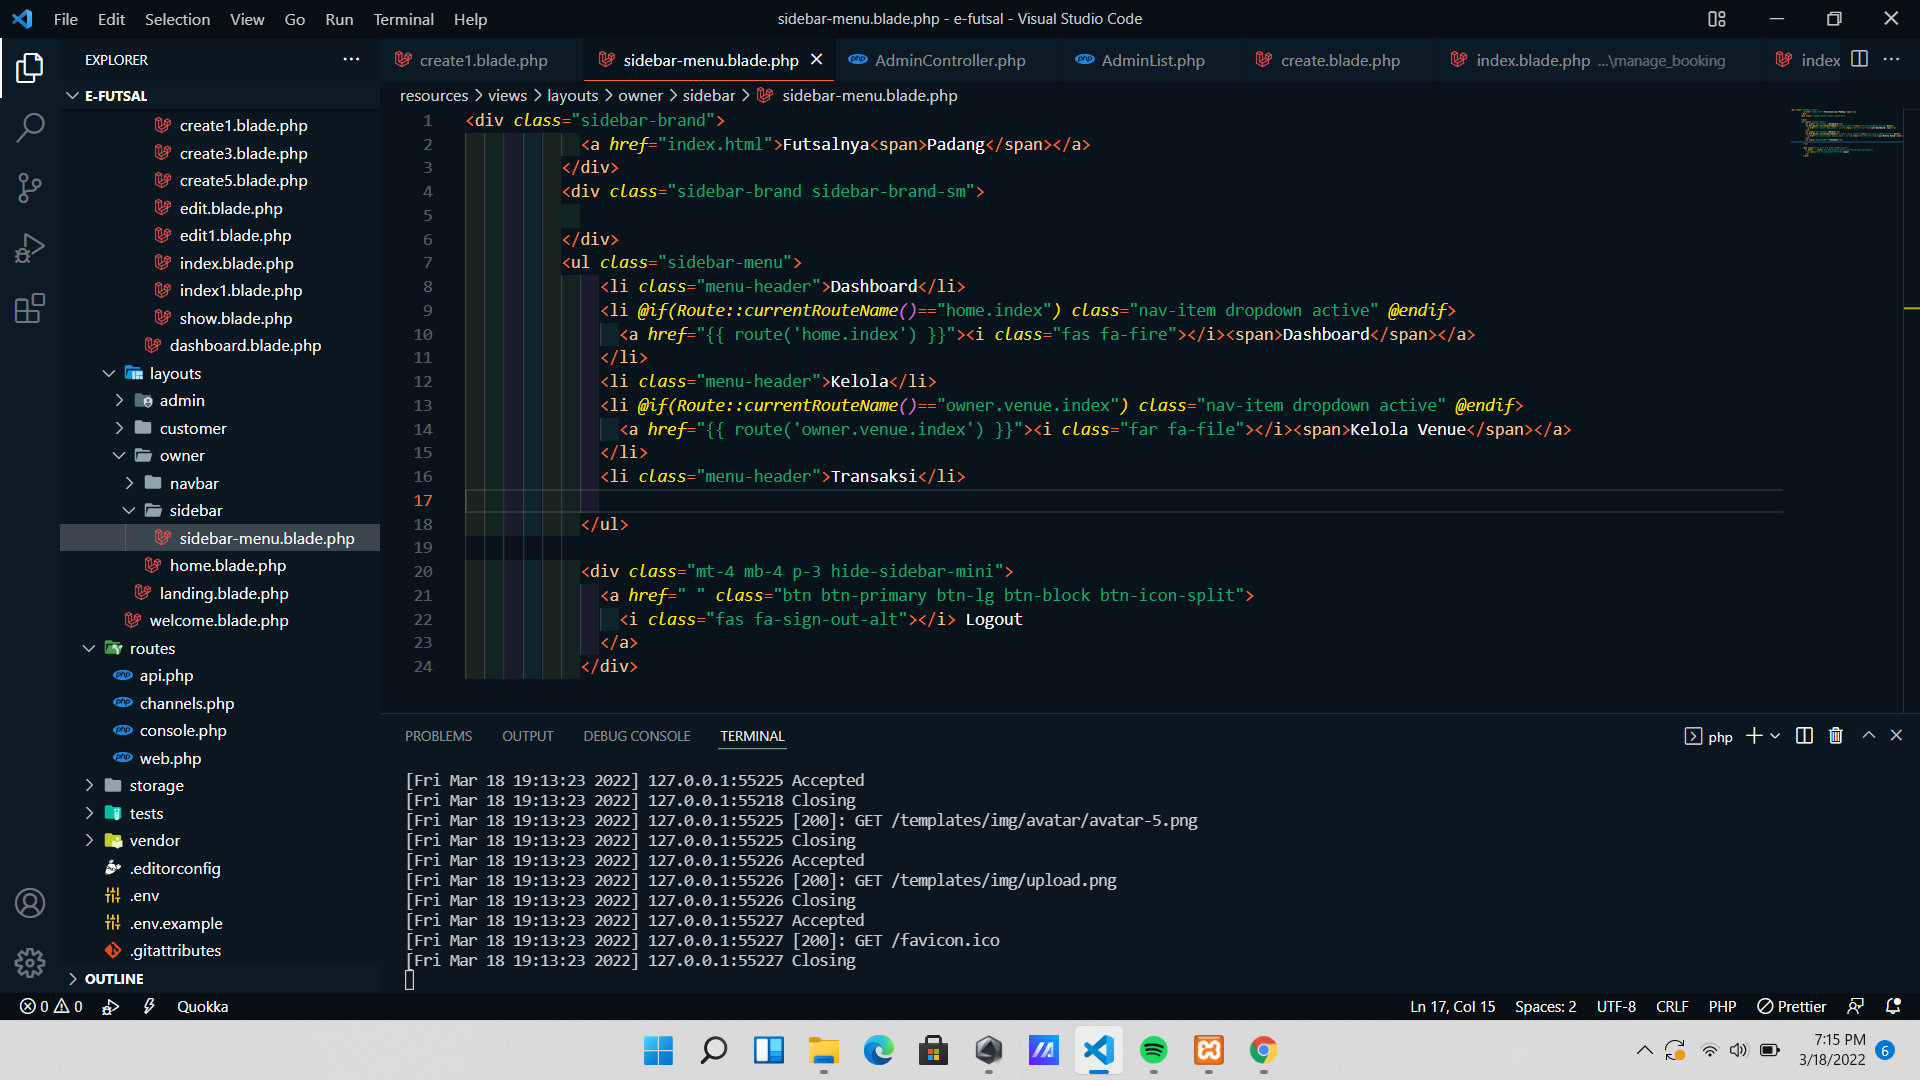 File Edit Selection View Go Run Terminal Help
sidebar-menu.blade.php - e-futsal - Visual Studio Code
EXPLORER
E-FUTSAL
create1.blade.php
create3.blade.php
create5.blade.php
edit.blade.php
edit1.blade.php
index.blade.php
index1.blade.php
show.blade.php
dashboard.blade.php
layouts
admin
customer
owner
navbar
sidebar
sidebar-menu.blade.php
home.blade.php
landing.blade.php
welcome.blade.php
routes
api.php
channels.php
console.php
web.php
storage
tests
vendor
.editorconfig
.env
.env.example
.gitattributes
OUTLINE
create1.blade.php sidebar-menu.blade.php AdminController.php AdminList.php create.blade.php index.blade.php ...\manage_booking index
resources > views > layouts > owner > sidebar > sidebar-menu.blade.php
1 <div class="sidebar-brand">
2 <a href="index.html">Futsalnya<span>Padang</span></a>
3 </div>
4 <div class="sidebar-brand sidebar-brand-sm">
5
6 </div>
7 <ul class="sidebar-menu">
8 <li class="menu-header">Dashboard</li>
9 <li @if(Route::currentRouteName()=="home.index") class="nav-item dropdown active" @endif>
10 <a href="{{ route('home.index') }}"><i class="fas fa-fire"></i><span>Dashboard</span></a>
11 </li>
12 <li class="menu-header">Kelola</li>
13 <li @if(Route::currentRouteName()=="owner.venue.index") class="nav-item dropdown active" @endif>
14 <a href="{{ route('owner.venue.index') }}"><i class="far fa-file"></i><span>Kelola Venue</span></a>
15 </li>
16 <li class="menu-header">Transaksi</li>
17
18 </ul>
19
20 <div class="mt-4 mb-4 p-3 hide-sidebar-mini">
21 <a href=" " class="btn btn-primary btn-lg btn-block btn-icon-split">
22 <i class="fas fa-sign-out-alt"></i> Logout
23 </a>
24 </div>
PROBLEMS OUTPUT DEBUG CONSOLE TERMINAL
php
[Fri Mar 18 19:13:23 2022] 127.0.0.1:55225 Accepted
[Fri Mar 18 19:13:23 2022] 127.0.0.1:55218 Closing
[Fri Mar 18 19:13:23 2022] 127.0.0.1:55225 [200]: GET /templates/img/avatar/avatar-5.png
[Fri Mar 18 19:13:23 2022] 127.0.0.1:55225 Closing
[Fri Mar 18 19:13:23 2022] 127.0.0.1:55226 Accepted
[Fri Mar 18 19:13:23 2022] 127.0.0.1:55226 [200]: GET /templates/img/upload.png
[Fri Mar 18 19:13:23 2022] 127.0.0.1:55226 Closing
[Fri Mar 18 19:13:23 2022] 127.0.0.1:55227 Accepted
[Fri Mar 18 19:13:23 2022] 127.0.0.1:55227 [200]: GET /favicon.ico
[Fri Mar 18 19:13:23 2022] 127.0.0.1:55227 Closing
0 0 Quokka
Ln 17, Col 15 Spaces: 2 UTF-8 CRLF PHP Prettier
7:15 PM
3/18/2022
6